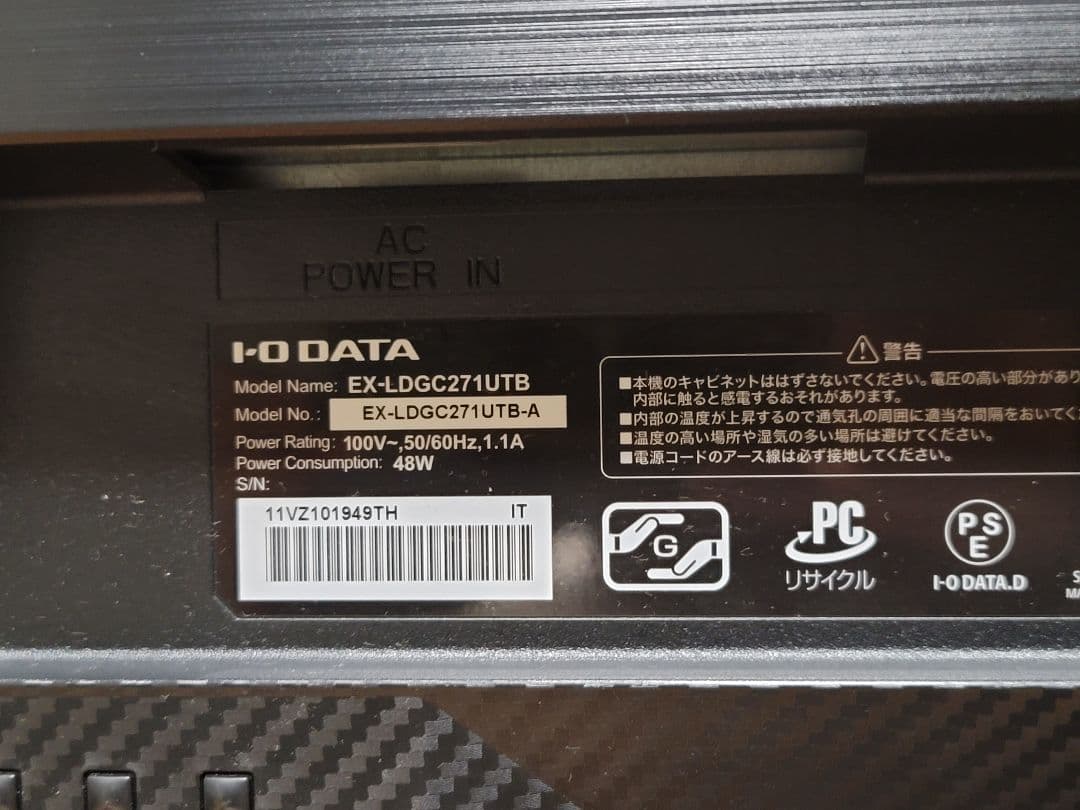 AC
POWER IN
I-O DATA
Model Name: EX-LDGC271UTB
Model No.: EX-LDGC271UTB-A
Power Rating: 100V~,50/60Hz,1.1A
Power Consumption: 48W
S/N:
11VZ101949TH IT
警告
■本機のキャビネットははずさないでください。電圧の高い部分があり
内部に触ると感電するおそれがあります。
■内部の温度が上昇するので通気孔の周囲に適当な間隔をおいてく
■温度の高い場所や湿気の多い場所は避けてください。
■電源コードのアース線は必ず接地してください。
G
PC
リサイクル
PSE
I-O DATA.D